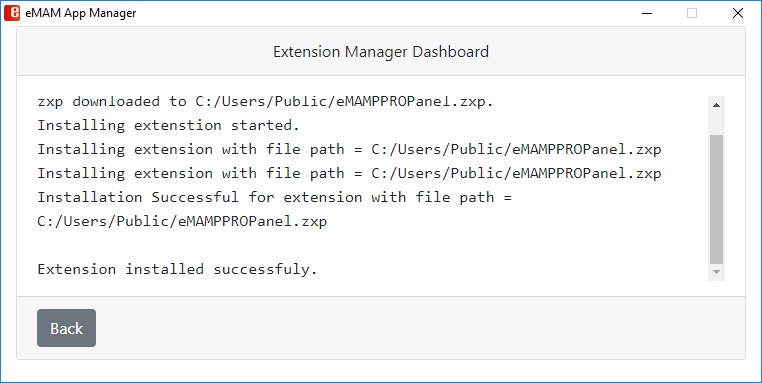 eMAM App Manager
Extension Manager Dashboard
zxp downloaded to C:/Users/Public/eMAMPPROPanel.zxp.
Installing extenstion started.
Installing extension with file path = C:/Users/Public/eMAMPPROPanel.zxp
Installing extension with file path = C:/Users/Public/eMAMPPROPanel.zxp
Installation Successful for extension with file path =
C:/Users/Public/eMAMPPROPanel.zxp
Extension installed successfuly.
Back